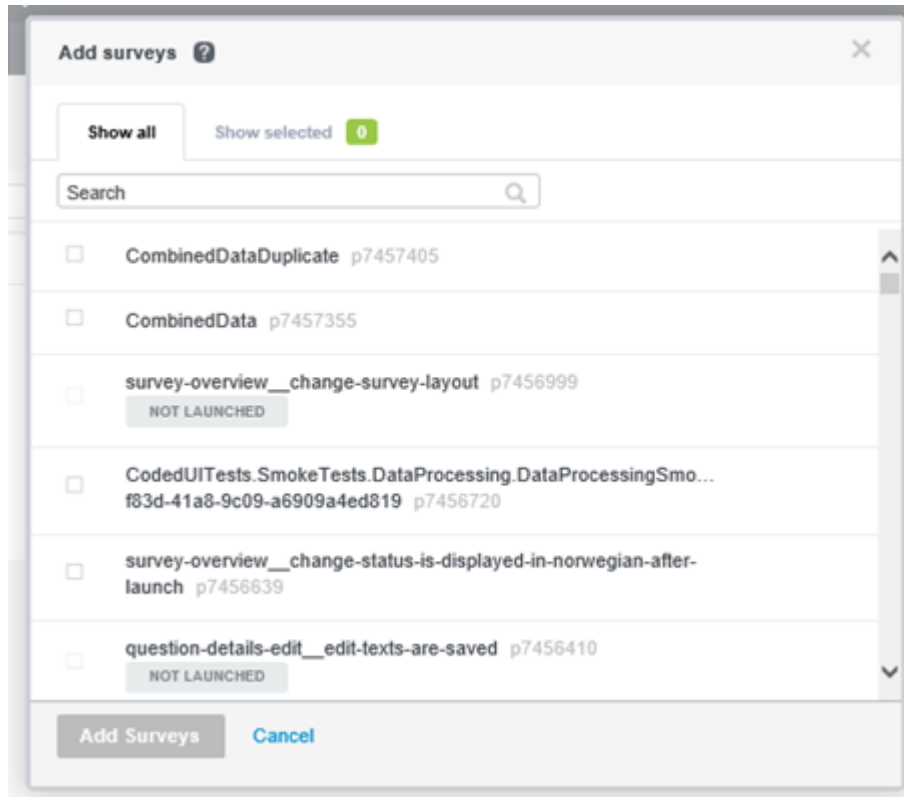 Add surveys ?
Show all Show selected 0
Search
CombinedDataDuplicate p7457405
CombinedData p7457355
survey-overview__change-survey-layout p7456999
NOT LAUNCHED
CodedUITests.SmokeTests.DataProcessing.DataProcessingSmo...
f83d-41a8-9c09-a6909a4ed819 p7456720
survey-overview__change-status-is-displayed-in-norwegian-after-
launch p7456639
question-details-edit__edit-texts-are-saved p7456410
NOT LAUNCHED
Add Surveys Cancel